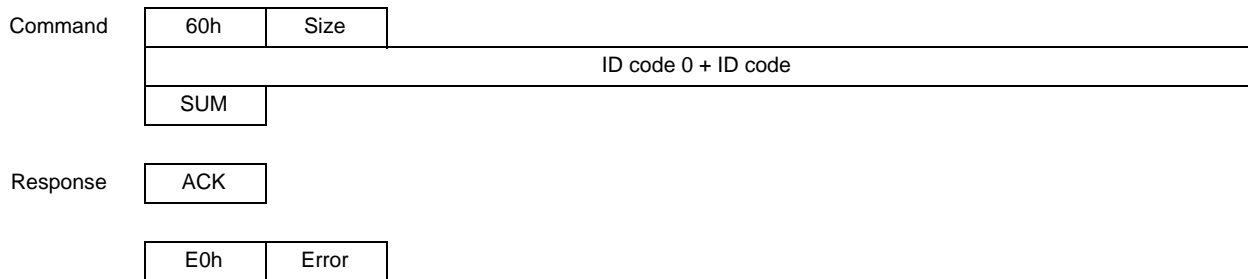 Command 60h Size
ID code 0 + ID code
SUM
Response ACK
E0h Error